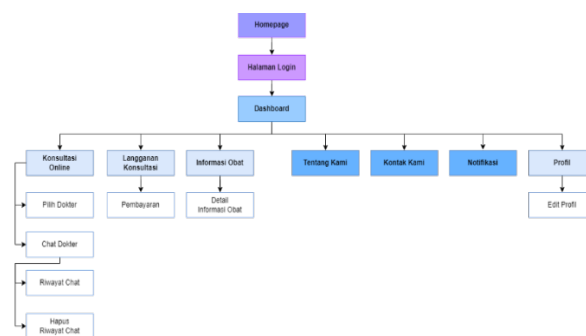 Homepage
Halaman Login
Dashboard
Konsultasi
Online
Langganan
Konsultasi
Informasi Obat
Tentang Kami
Kontak Kami
Notifikasi
Profil
Pilih Dokter
Pembayaran
Detail
Informasi Obat
Edit Profil
Chat Dokter
Riwayat Chat
Hapus
Riwayat Chat